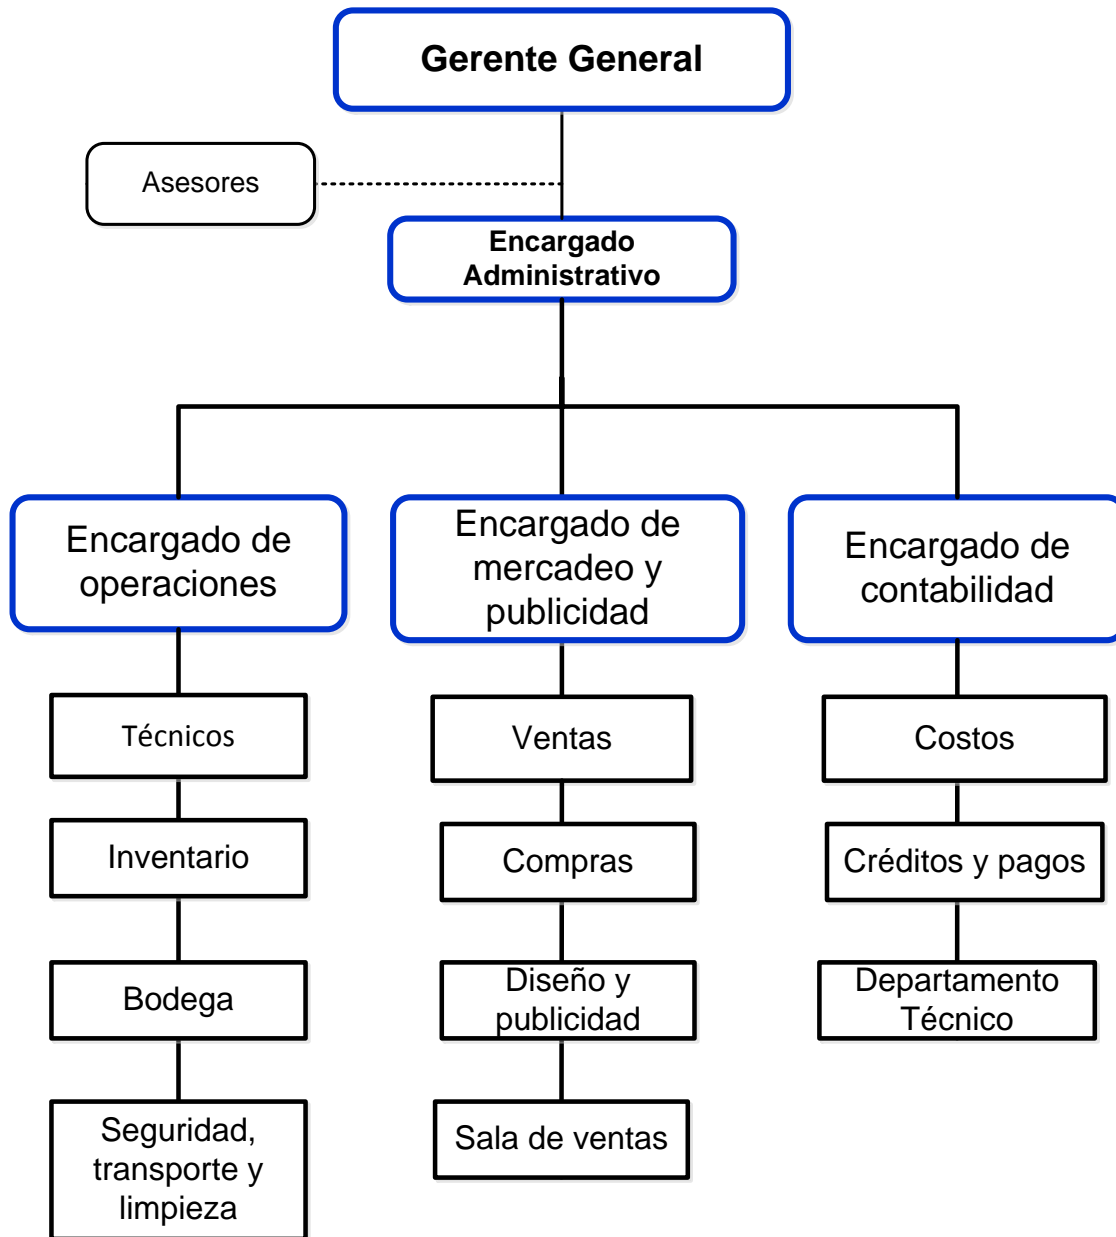 Gerente General
Asesores
Encargado
Administrativo
Encargado de
operaciones
Encargado de
mercadeo y
publicidad
Encargado de
contabilidad
Técnicos
Ventas
Costos
Inventario
Compras
Créditos y pagos
Bodega
Diseño y
publicidad
Departamento
Técnico
Seguridad,
transporte y
limpieza
Sala de ventas